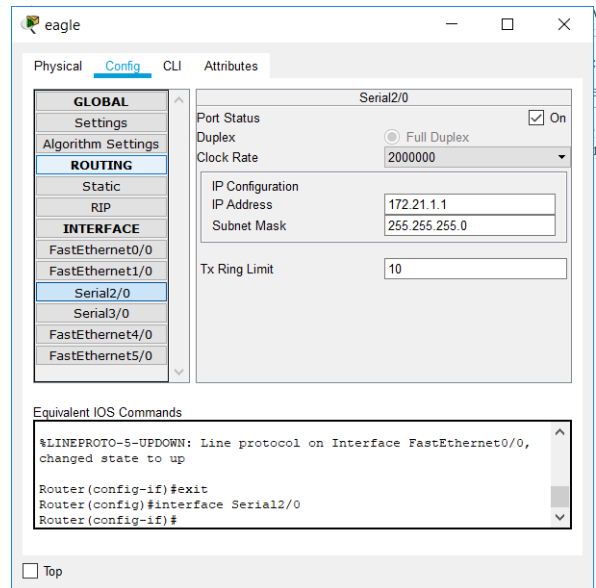 eagle
Physical Config CLI Attributes
GLOBAL
Settings
Algorithm Settings
ROUTING
Static
RIP
INTERFACE
FastEthernet0/0
FastEthernet1/0
Serial2/0
Serial3/0
FastEthernet4/0
FastEthernet5/0
Serial2/0
Port Status On
Duplex Full Duplex
Clock Rate 2000000
IP Configuration
IP Address 172.21.1.1
Subnet Mask 255.255.255.0
Tx Ring Limit 10
Equivalent IOS Commands
%LINEPROTO-5-UPDOWN: Line protocol on Interface FastEthernet0/0,
changed state to up
Router(config-if)#exit
Router(config)#interface Serial2/0
Router(config-if)#
Top